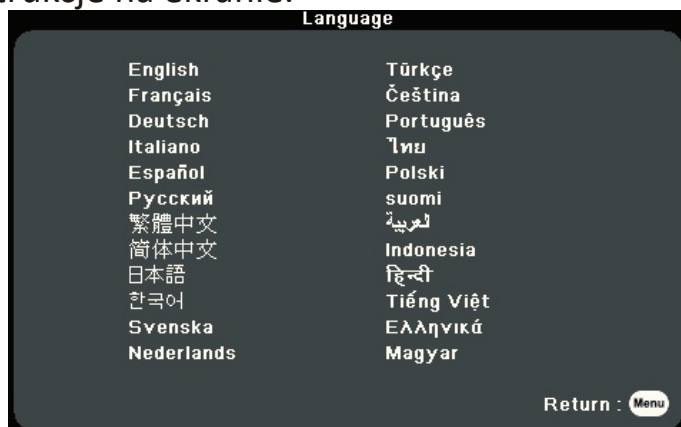 na ekranie.
Language
English
Français
Deutsch
Italiano
Español
Русский
繁體中文
简体中文
日本語
한국어
Svenska
Nederlands
Türkçe
Čeština
Português
ไทย
Polski
suomi
العربية
Indonesia
हिन्दी
Tiếng Việt
Ελληνικά
Magyar
Return : Menu